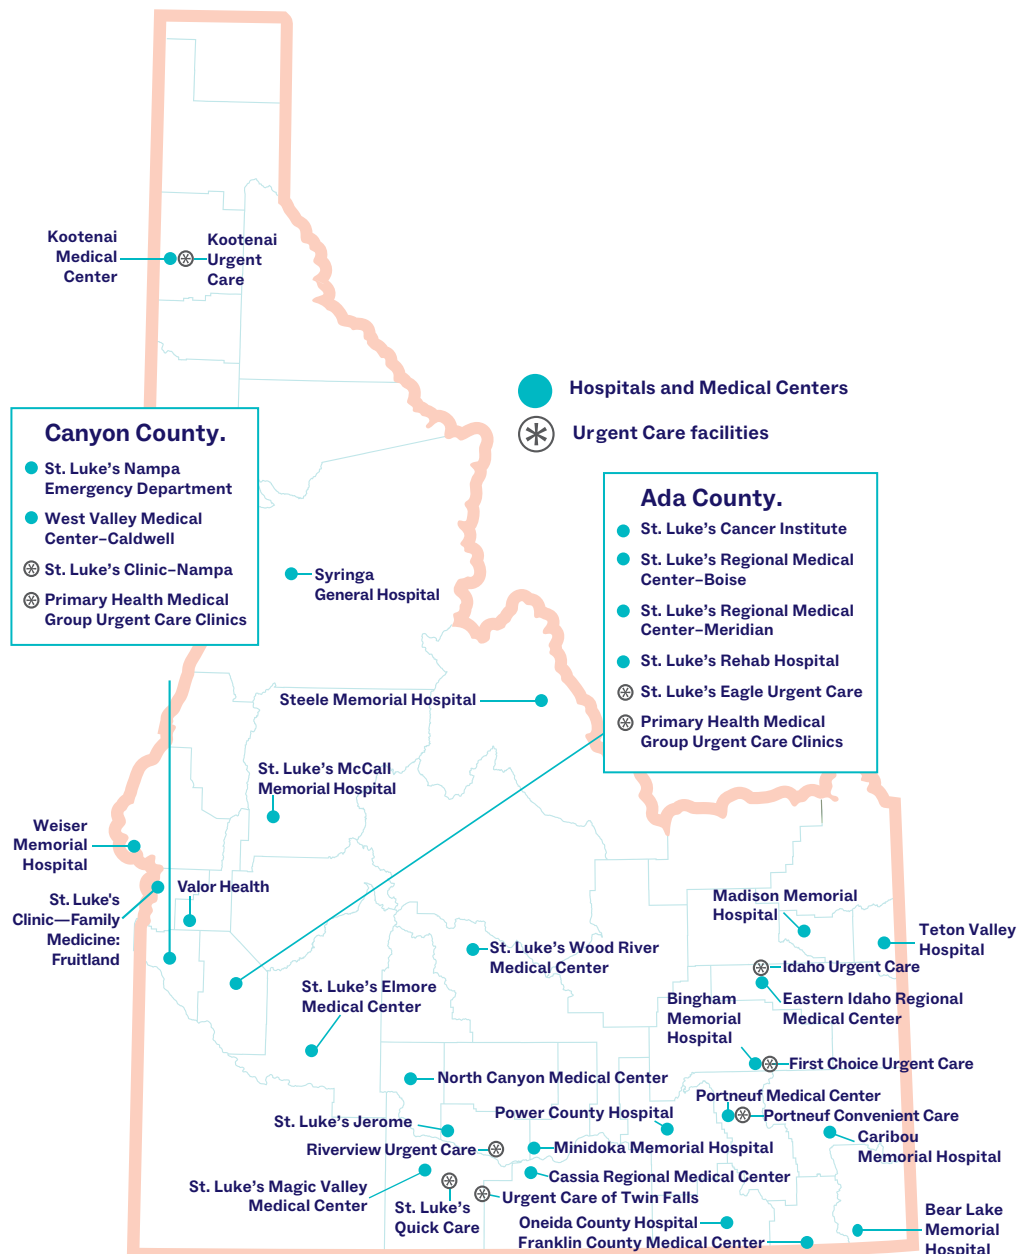 Kootenai
Medical
Center
Kootenai
Urgent
Care
Hospitals and Medical Centers
Urgent Care facilities
Canyon County.
St. Luke's Nampa
Emergency Department
West Valley Medical
Center–Caldwell
St. Luke's Clinic–Nampa
Primary Health Medical
Group Urgent Care Clinics
Ada County.
St. Luke's Cancer Institute
St. Luke's Regional Medical
Center–Boise
St. Luke's Regional Medical
Center–Meridian
St. Luke's Rehab Hospital
St. Luke's Eagle Urgent Care
Primary Health Medical
Group Urgent Care Clinics
Syringa
General Hospital
Steele Memorial Hospital
St. Luke's McCall
Memorial Hospital
Weiser
Memorial
Hospital
St. Luke's
Clinic—Family
Medicine:
Fruitland
Valor Health
St. Luke's Wood River
Medical Center
Madison Memorial
Hospital
Teton Valley
Hospital
Idaho Urgent Care
Eastern Idaho Regional
Medical Center
St. Luke's Elmore
Medical Center
Bingham
Memorial
Hospital
First Choice Urgent Care
North Canyon Medical Center
Portneuf Medical Center
Portneuf Convenient Care
Power County Hospital
St. Luke's Jerome
Caribou
Memorial Hospital
Riverview Urgent Care
Minidoka Memorial Hospital
Cassia Regional Medical Center
St. Luke's Magic Valley
Medical Center
St. Luke's
Quick Care
Urgent Care of Twin Falls
Oneida County Hospital
Franklin County Medical Center
Bear Lake
Memorial
Hospital